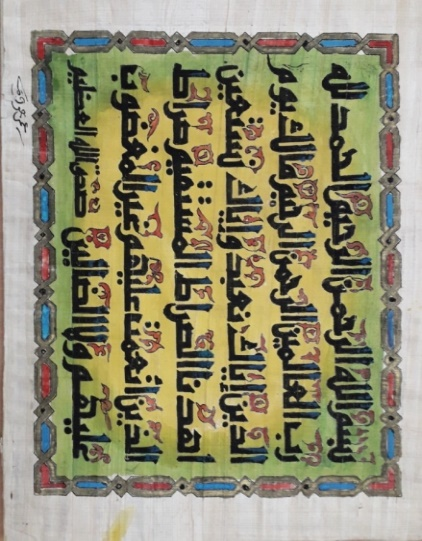 بسم الله الرحمن الرحيم الحمد لله
رب العالمين الرحمن الرحيم مالك يوم
الدين إياك نعبد وإياك نستعين
اهدنا الصراط المستقيم صراط
الذين أنعمت عليهم غير المغضوب
عليهم ولا الضالين صدق الله العظيم